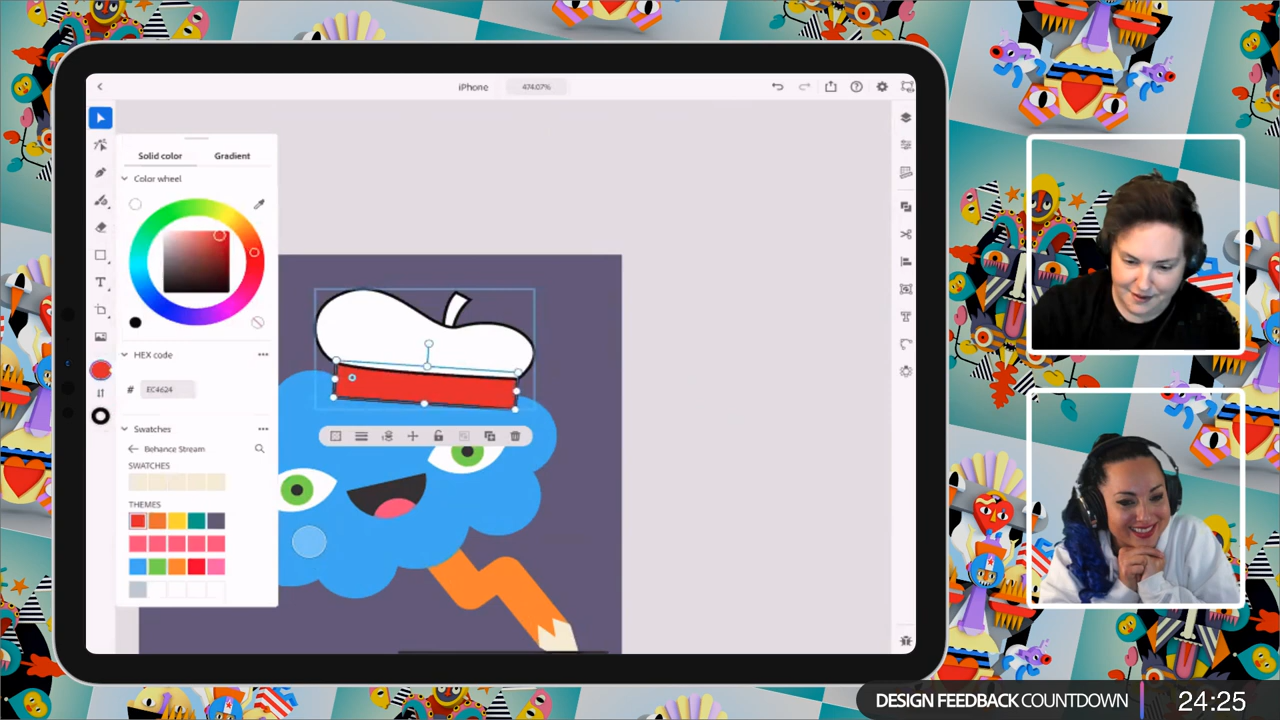 iPhone
474.07%
Solid color
Gradient
Color wheel
HEX code
# EC4624
Swatches
Behance Stream
SWATCHES
THEMES
DESIGN FEEDBACK COUNTDOWN
24:25